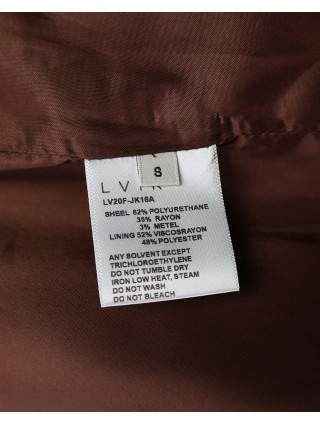 8
LV20F-JK16A
SHEEL 62% POLYURETHANE
35% RAYON
3% METEL
LINING 52% VISCOSRAYON
48% POLYESTER
ANY SOLVENT EXCEPT
TRICHLOROETHYLENE
DO NOT TUMBLE DRY
IRON LOW HEAT, STEAM
DO NOT WASH
DO NOT BLEACH